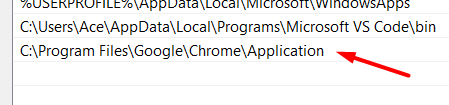 %USERPROFILE%\AppData\Local\Microsoft\WindowsApps
C:\Users\Ace\AppData\Local\Programs\Microsoft VS Code\bin
C:\Program Files\Google\Chrome\Application